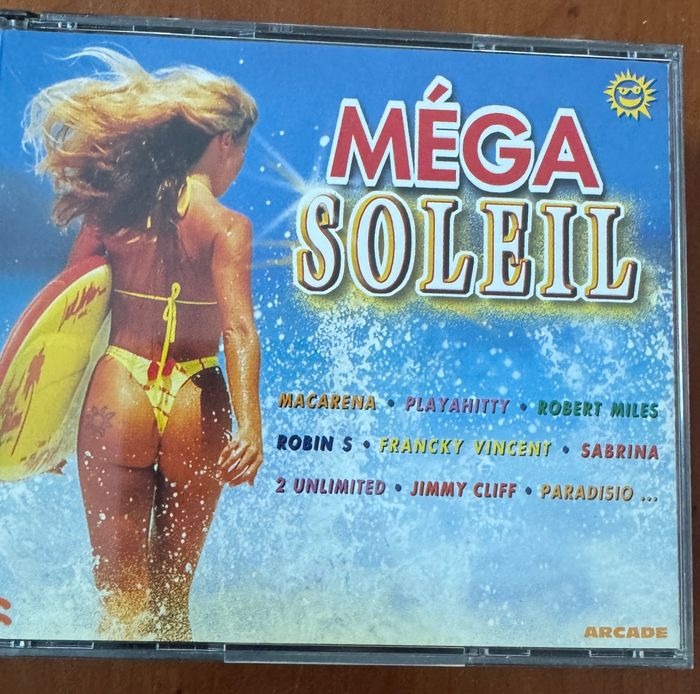 MÉGA
SOLEIL
MACARENA • PLAYAHITTY • ROBERT MILES
ROBIN S • FRANCKY VINCENT • SABRINA
2 UNLIMITED • JIMMY CLIFF • PARADISIO ...
ARCADE